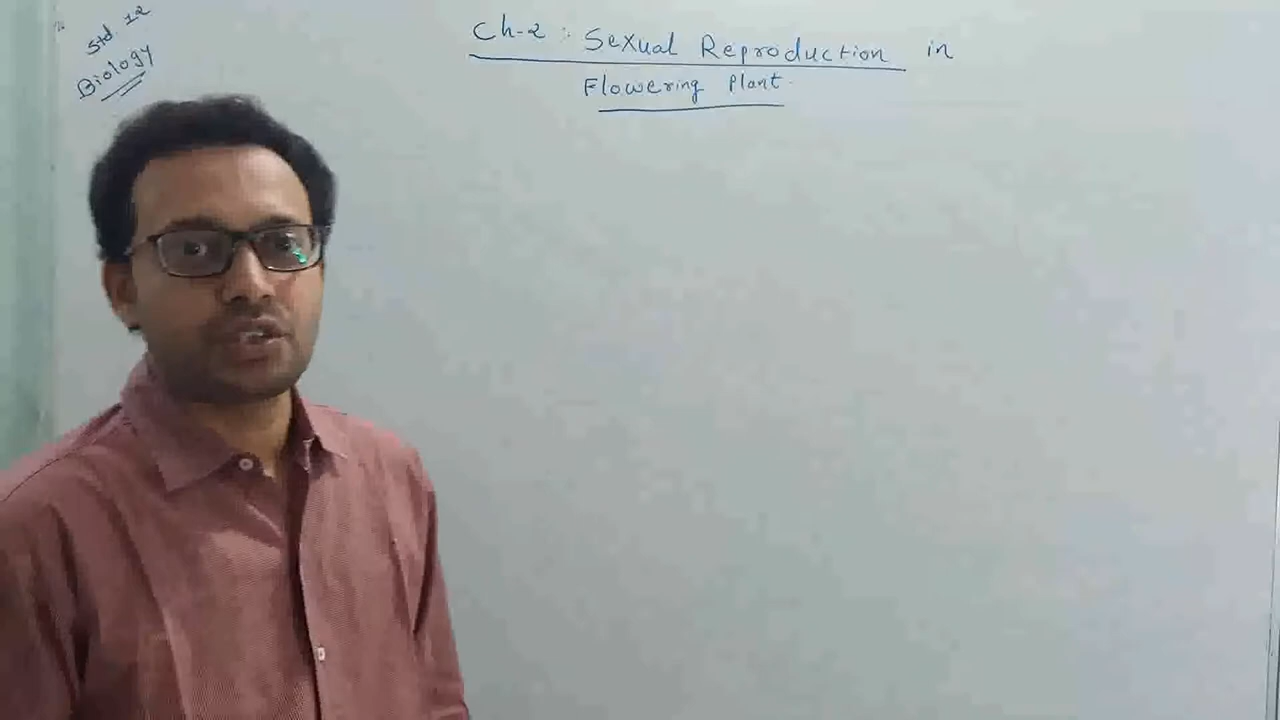 Std. 12
Biology
Ch-2 : Sexual Reproduction in
Flowering Plant